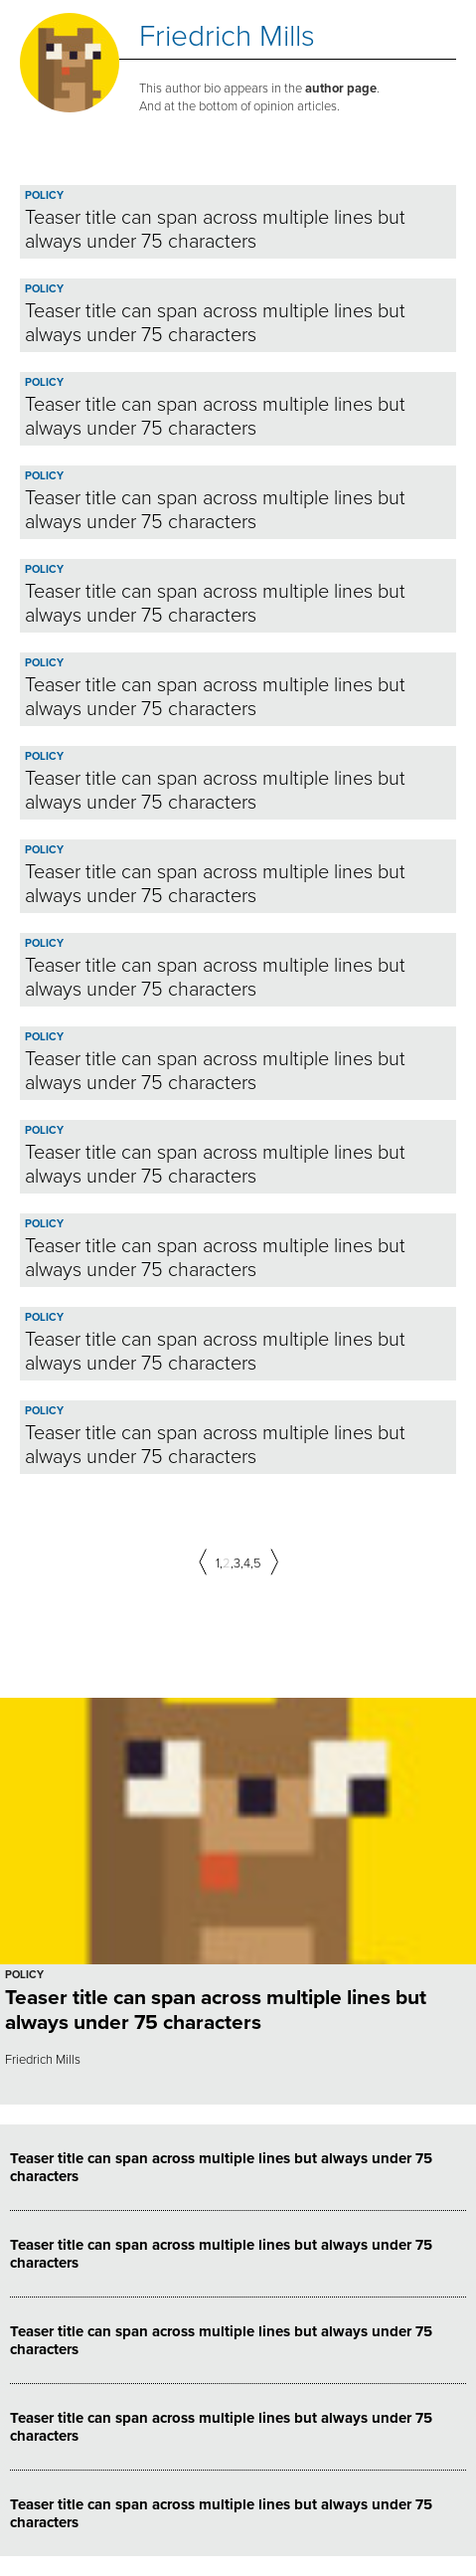 Friedrich Mills
This author bio appears in the author page.
And at the bottom of opinion articles.
POLICY
Teaser title can span across multiple lines but
always under 75 characters
POLICY
Teaser title can span across multiple lines but
always under 75 characters
POLICY
Teaser title can span across multiple lines but
always under 75 characters
POLICY
Teaser title can span across multiple lines but
always under 75 characters
POLICY
Teaser title can span across multiple lines but
always under 75 characters
POLICY
Teaser title can span across multiple lines but
always under 75 characters
POLICY
Teaser title can span across multiple lines but
always under 75 characters
POLICY
Teaser title can span across multiple lines but
always under 75 characters
POLICY
Teaser title can span across multiple lines but
always under 75 characters
POLICY
Teaser title can span across multiple lines but
always under 75 characters
POLICY
Teaser title can span across multiple lines but
always under 75 characters
POLICY
Teaser title can span across multiple lines but
always under 75 characters
POLICY
Teaser title can span across multiple lines but
always under 75 characters
POLICY
Teaser title can span across multiple lines but
always under 75 characters
1,2,3,4,5
POLICY
Teaser title can span across multiple lines but
always under 75 characters
Friedrich Mills
Teaser title can span across multiple lines but always under 75
characters
Teaser title can span across multiple lines but always under 75
characters
Teaser title can span across multiple lines but always under 75
characters
Teaser title can span across multiple lines but always under 75
characters
Teaser title can span across multiple lines but always under 75
characters